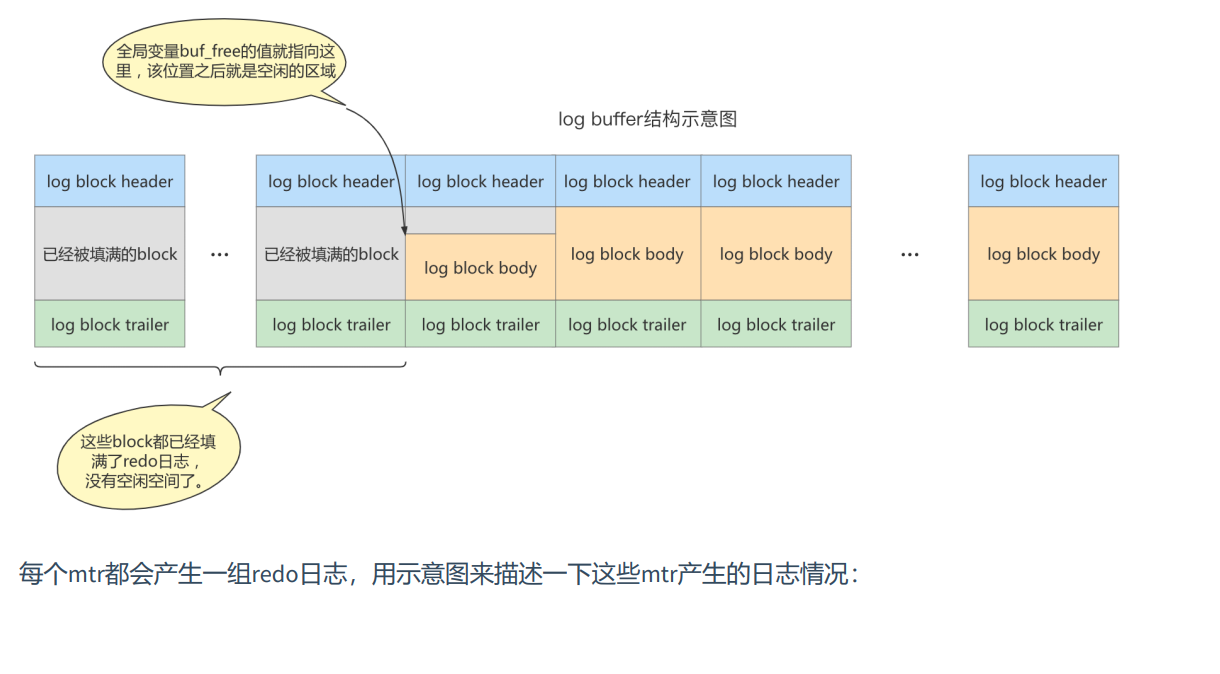 全局变量buf_free的值就指向这
里，该位置之后就是空闲的区域
log buffer结构示意图
log block header
log block header
log block header
log block header
log block header
log block header
已经被填满的block
...
已经被填满的block
log block body
log block body
log block body
...
log block body
log block trailer
log block trailer
log block trailer
log block trailer
log block trailer
log block trailer
这些block都已经填
满了redo日志，
没有空闲空间了。
每个mtr都会产生一组redo日志，用示意图来描述一下这些mtr产生的日志情况：